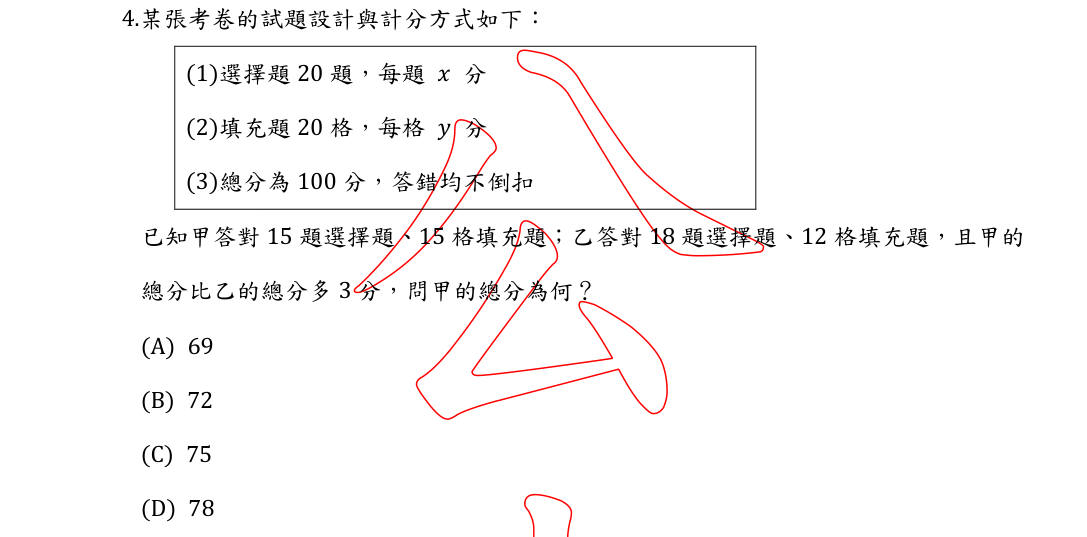 4.某張考卷的試題設計與計分方式如下：
(1)選擇題 20 題，每題 x 分
(2)填充題 20 格，每格 y 分
(3)總分為 100 分，答錯均不倒扣
已知甲答對 15 題選擇題、15 格填充題；乙答對 18 題選擇題、12 格填充題，且甲的
總分比乙的總分多 3 分，問甲的總分為何？
(A) 69
(B) 72
(C) 75
(D) 78
公